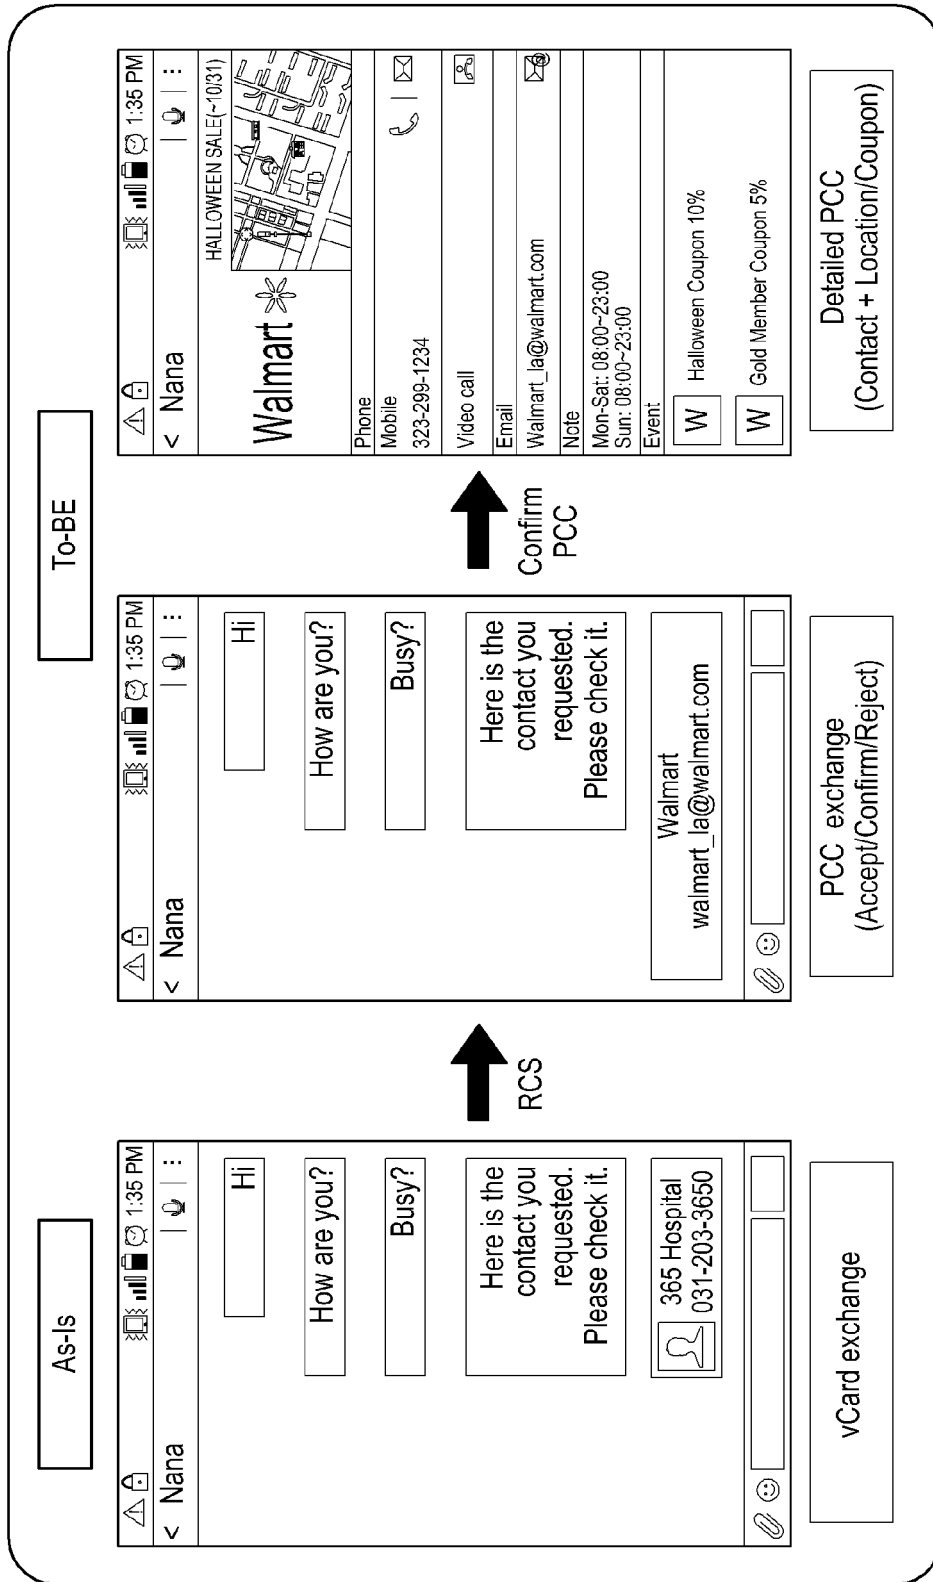 As-Is
1:35 PM
< Nana
Hi
How are you?
Busy?
Here is the
contact you
requested.
Please check it.
365 Hospital
031-203-3650
vCard exchange
RCS
To-BE
1:35 PM
< Nana
Hi
How are you?
Busy?
Here is the
contact you
requested.
Please check it.
Walmart
walmart_la@walmart.com
PCC exchange
(Accept/Confirm/Reject)
Confirm
PCC
1:35 PM
< Nana
HALLOWEEN SALE(~10/31)
Walmart
Phone
Mobile
323-299-1234
Video call
Email
Walmart_la@walmart.com
Note
Mon-Sat: 08:00~23:00
Sun: 08:00~23:00
Event
W Halloween Coupon 10%
W Gold Member Coupon 5%
Detailed PCC
(Contact + Location/Coupon)